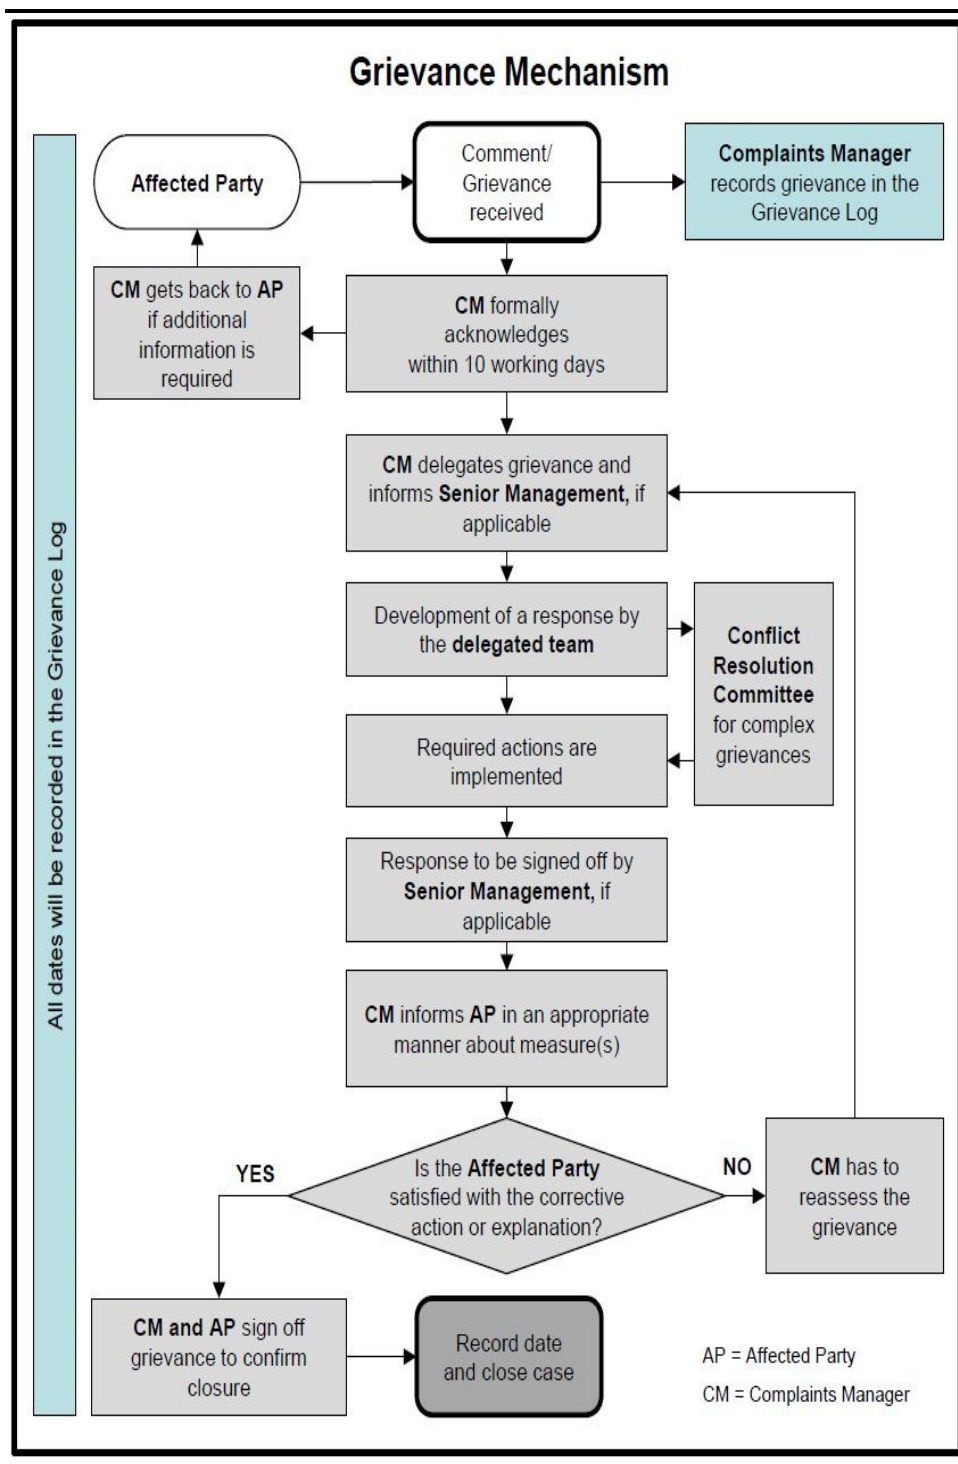 Grievance Mechanism
All dates will be recorded in the Grievance Log
Affected Party
Comment/
Grievance
received
Complaints Manager
records grievance in the
Grievance Log
CM gets back to AP
if additional
information is
required
CM formally
acknowledges
within 10 working days
CM delegates grievance and
informs Senior Management, if
applicable
Development of a response by
the delegated team
Conflict
Resolution
Committee
for complex
grievances
Required actions are
implemented
Response to be signed off by
Senior Management, if
applicable
CM informs AP in an appropriate
manner about measure(s)
Is the Affected Party
satisfied with the corrective
action or explanation?
YES
NO
CM has to
reassess the
grievance
CM and AP sign off
grievance to confirm
closure
Record date
and close case
AP = Affected Party
CM = Complaints Manager